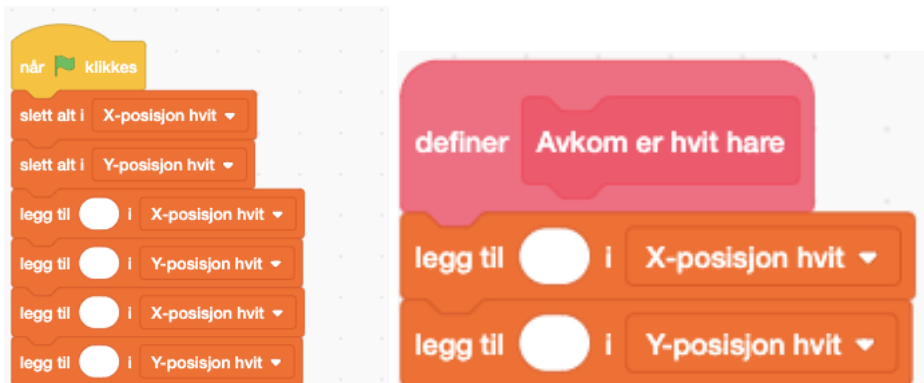 når klikkes
slett alt i X-posisjon hvit
slett alt i Y-posisjon hvit
legg til i X-posisjon hvit
legg til i Y-posisjon hvit
legg til i X-posisjon hvit
legg til i Y-posisjon hvit
definer Avkom er hvit hare
legg til i X-posisjon hvit
legg til i Y-posisjon hvit